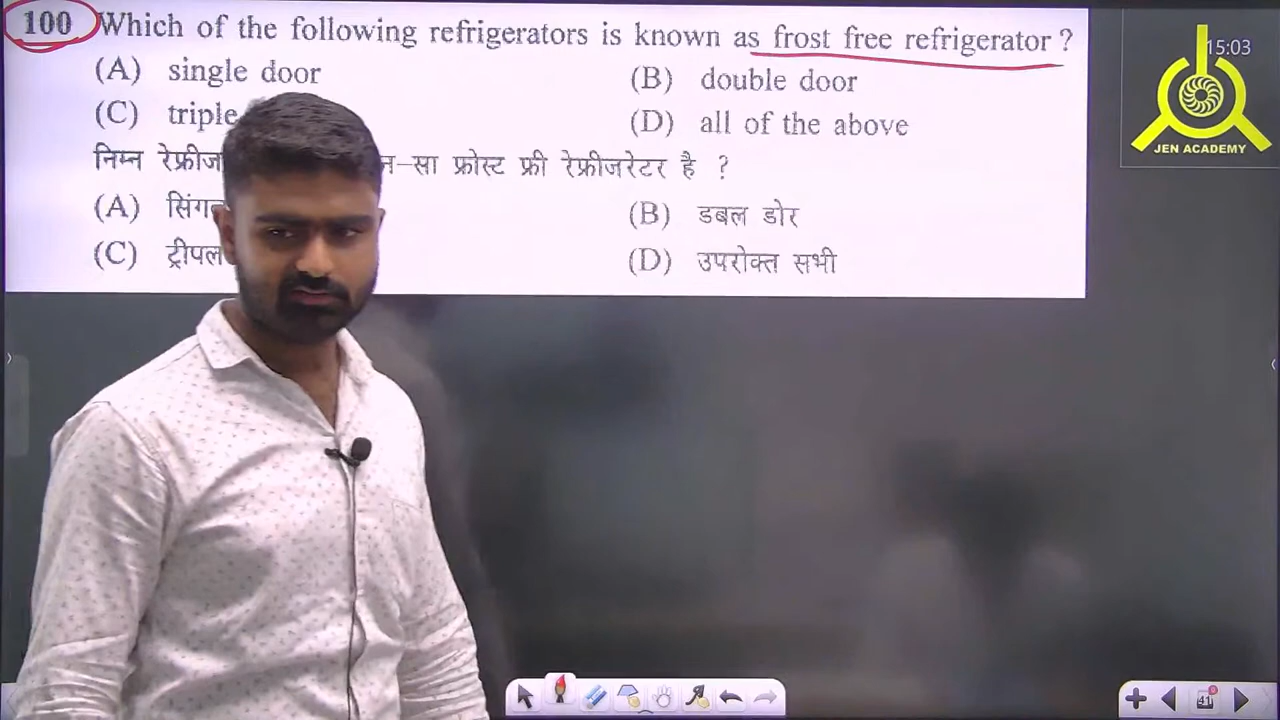 100 Which of the following refrigerators is known as frost free refrigerator ?
(A) single door (B) double door
(C) triple (D) all of the above
निम्न सा फ्रोस्ट फ्री रेफ्रीजरेटर है ?
(A) (B) डबल डोर
(C) ट्रीपल (D) उपरोक्त सभी
15:03
JEN ACADEMY
41